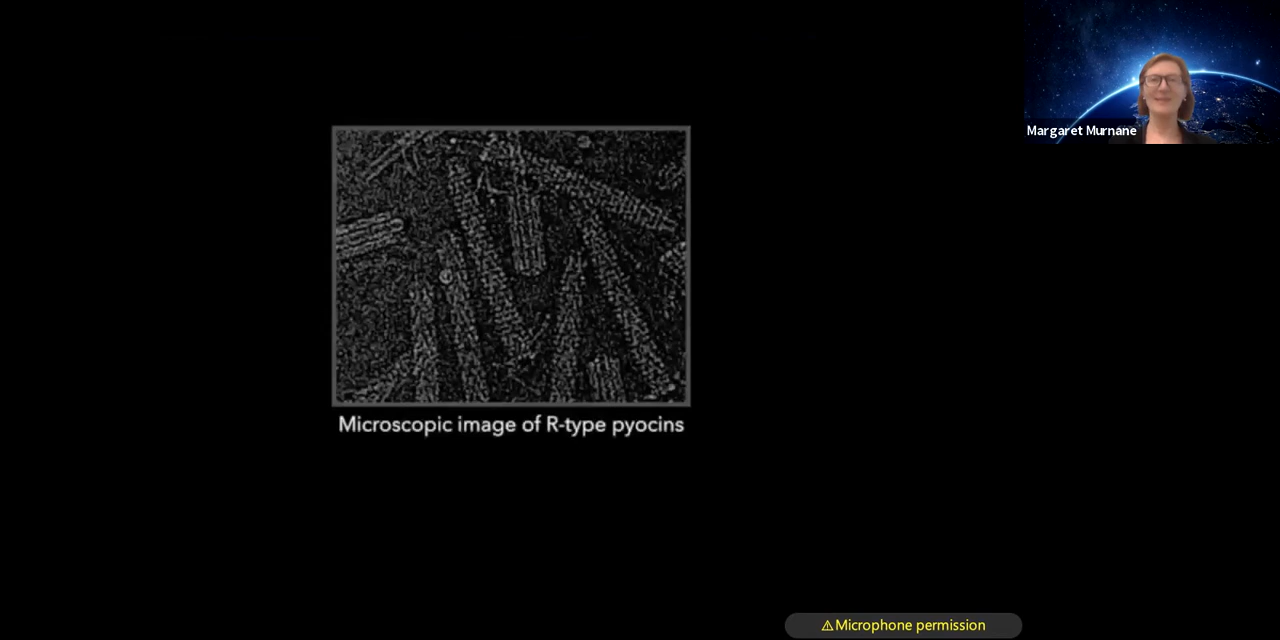 Margaret Murnane
Microscopic image of R-type pyocins
⚠Microphone permission